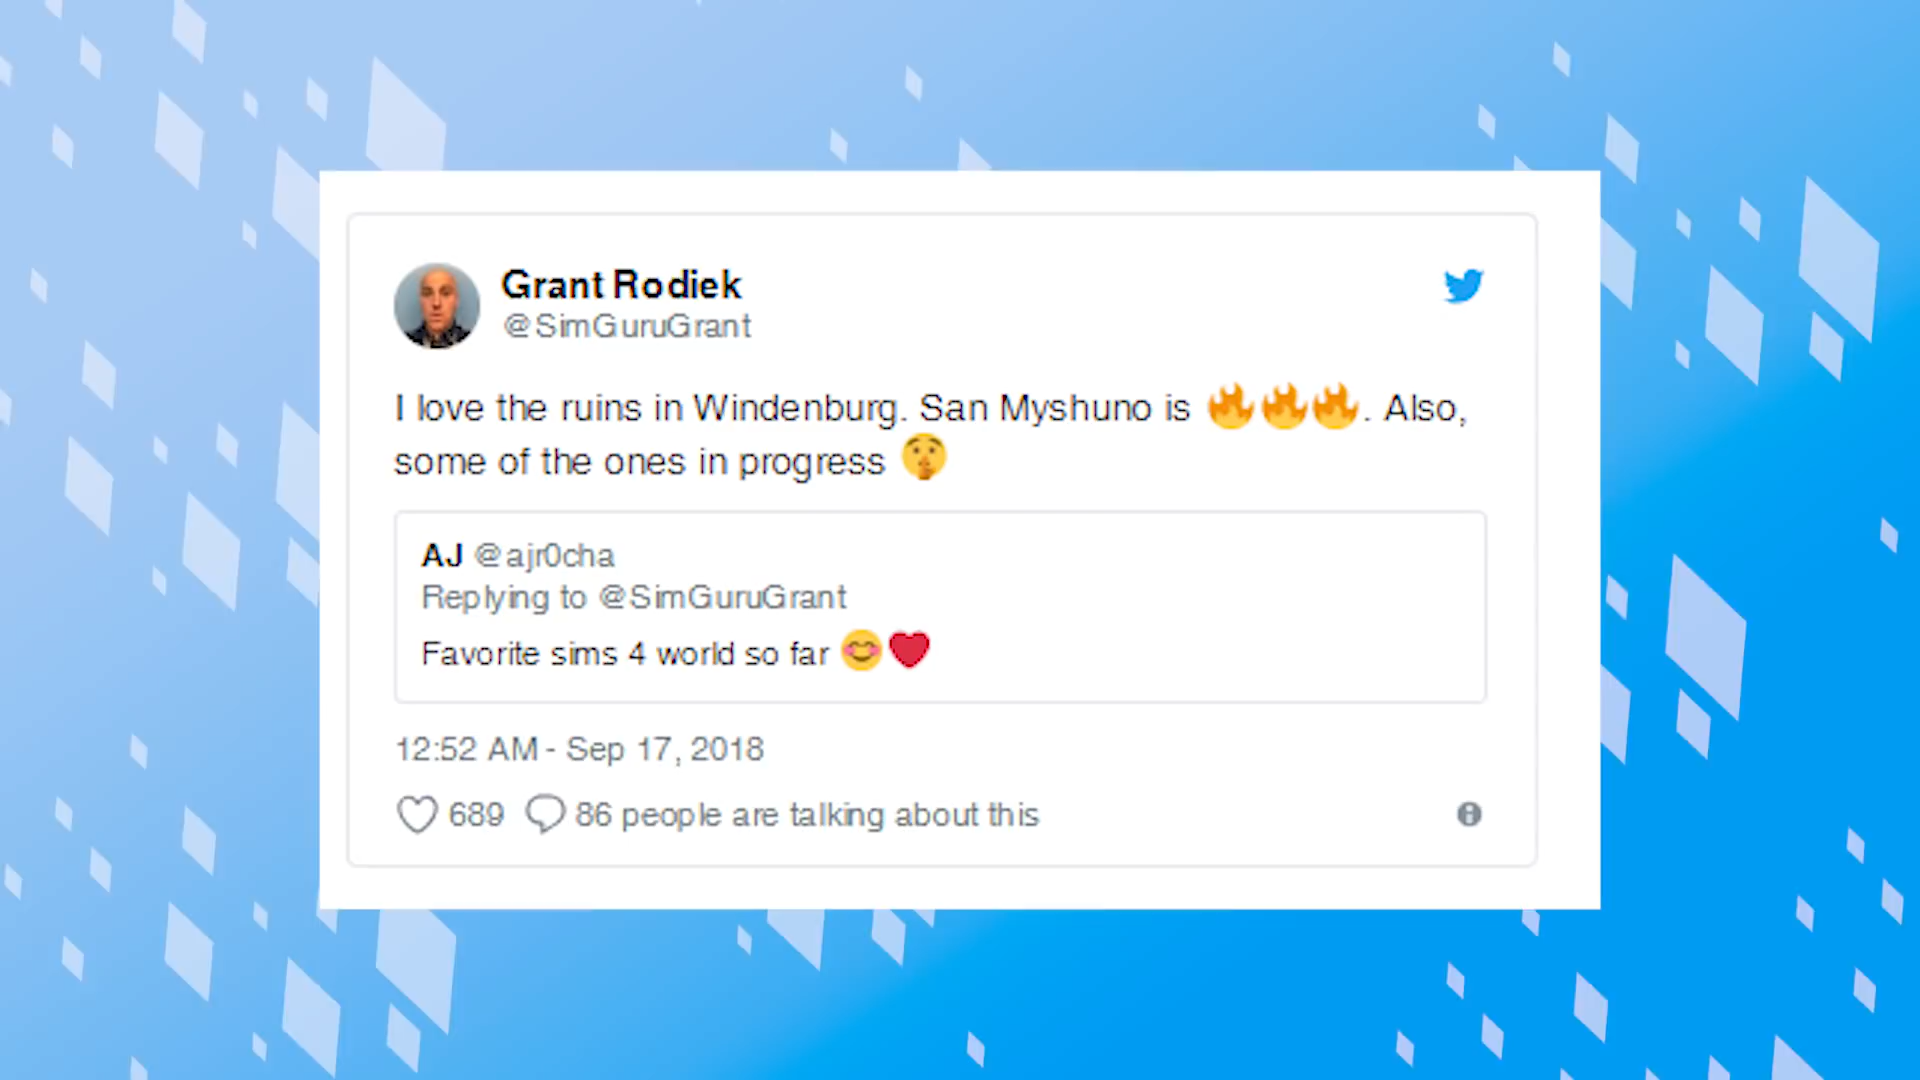 Grant Rodiek
@SimGuruGrant
I love the ruins in Windenburg. San Myshuno is 🔥🔥🔥. Also,
some of the ones in progress 🤫
AJ @ajr0cha
Replying to @SimGuruGrant
Favorite sims 4 world so far 😊❤️
12:52 AM - Sep 17, 2018
689 86 people are talking about this